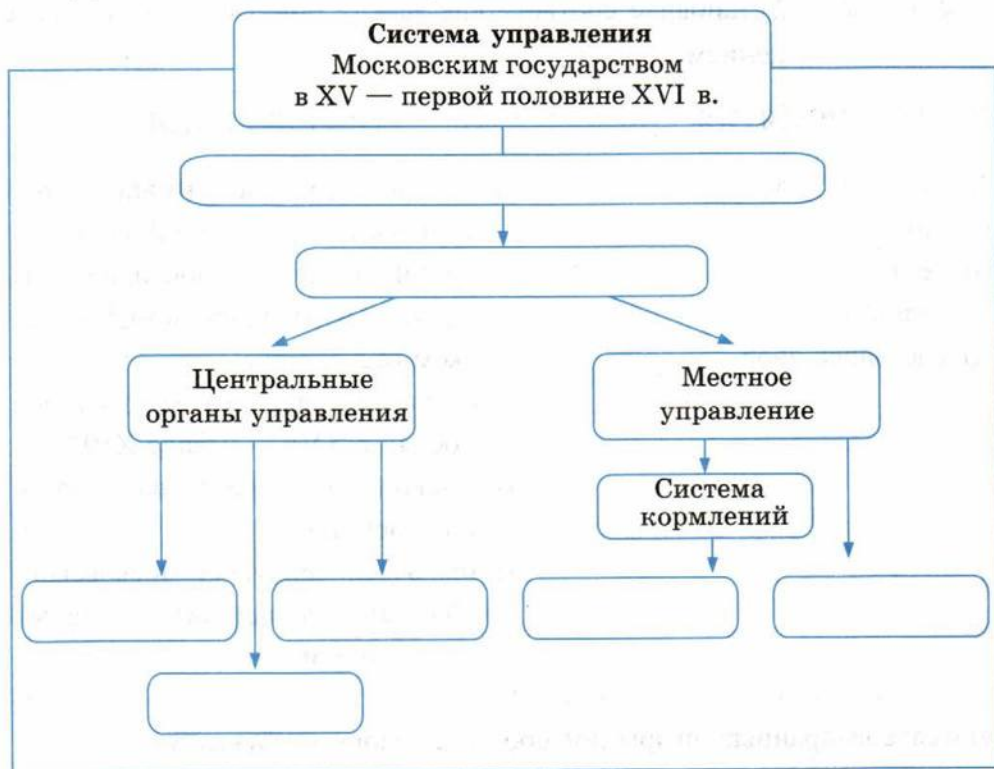 Система управления
Московским государством
в XV — первой половине XVI в.
Центральные
органы управления
Местное
управление
Система
кормлений